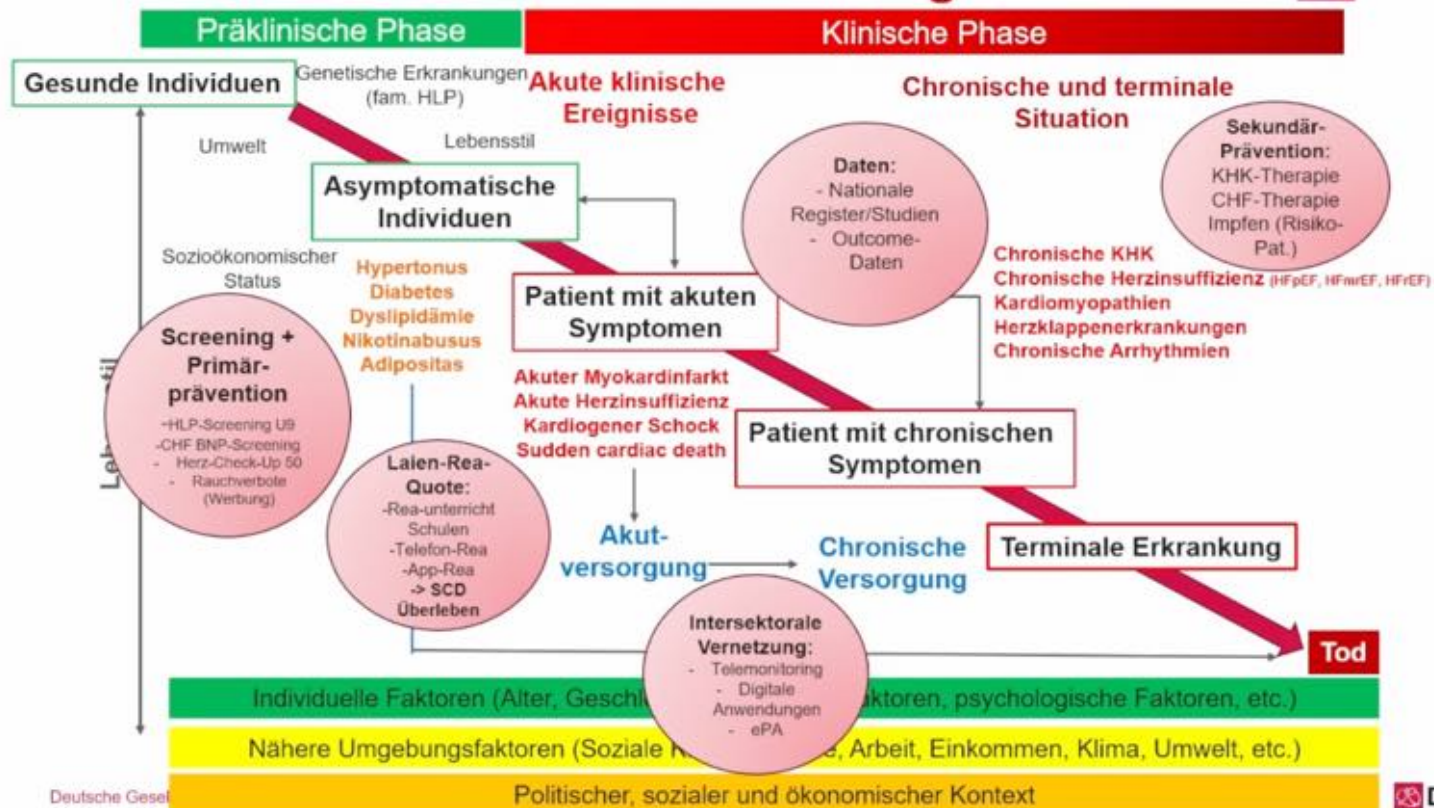 Präklinische Phase
Klinische Phase
Gesunde Individuen
Genetische Erkrankungen
(fam. HLP)
Akute klinische
Ereignisse
Chronische und terminale
Situation
Umwelt
Lebensstil
Asymptomatische
Individuen
Daten:
- Nationale
Register/Studien
- Outcome-
Daten
Sekundär-
Prävention:
KHK-Therapie
CHF-Therapie
Impfen (Risiko-
Pat.)
Sozioökonomischer
Status
Hypertonus
Diabetes
Dyslipidämie
Nikotinabusus
Adipositas
Patient mit akuten
Symptomen
Chronische KHK
Chronische Herzinsuffizienz (HFpEF, HFmrEF, HFrEF)
Kardiomyopathien
Herzklappenerkrankungen
Chronische Arrhythmien
Screening +
Primär-
prävention
-HLP-Screening U9
-CHF BNP-Screening
- Herz-Check-Up 50
- Rauchverbote
(Werbung)
Akuter Myokardinfarkt
Akute Herzinsuffizienz
Kardiogener Schock
Sudden cardiac death
Patient mit chronischen
Symptomen
Laien-Rea-
Quote:
-Rea-unterricht
Schulen
-Telefon-Rea
-App-Rea
-> SCD
Überleben
Akut-
versorgung
Chronische
Versorgung
Terminale Erkrankung
Intersektorale
Vernetzung:
- Telemonitoring
- Digitale
Anwendungen
- ePA
Tod
Individuelle Faktoren (Alter, psychologische Faktoren, etc.)
Nähere Umgebungsfaktoren (Soziale Arbeit, Einkommen, Klima, Umwelt, etc.)
Politischer, sozialer und ökonomischer Kontext
Deutsche